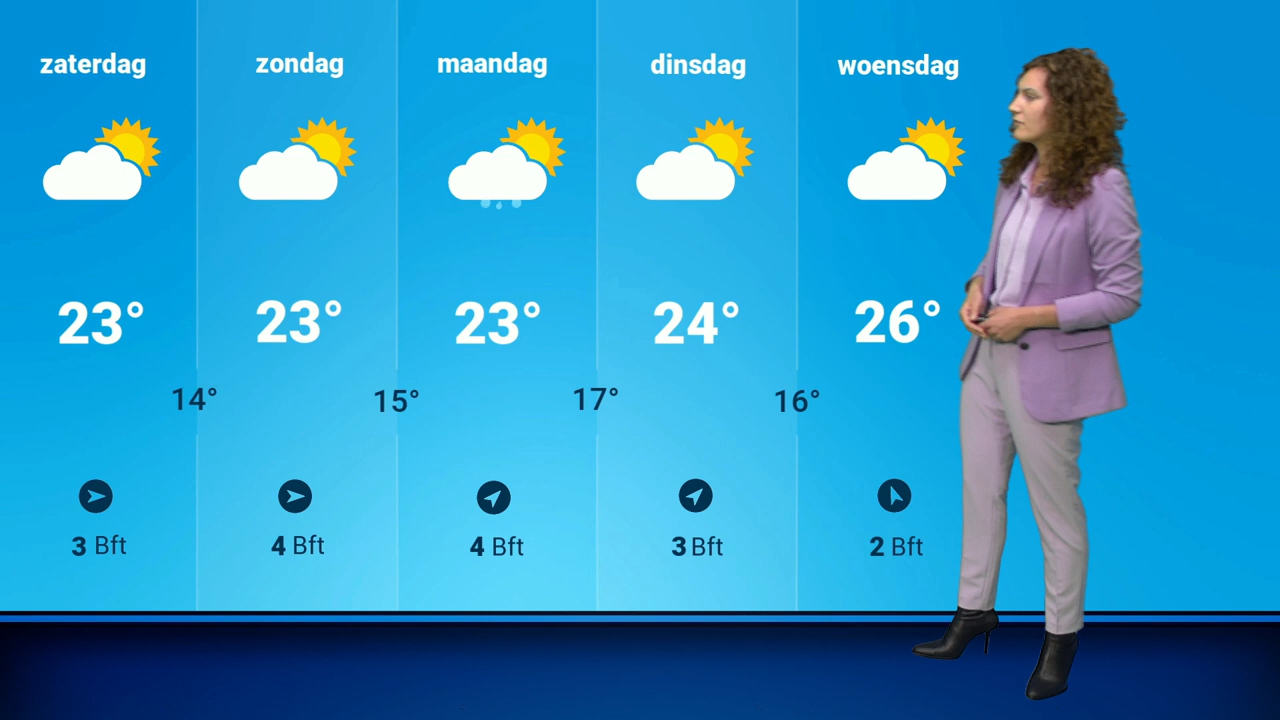 zaterdag zondag maandag dinsdag woensdag
23° 23° 23° 24° 26°
14° 15° 17° 16°
3 Bft 4 Bft 4 Bft 3 Bft 2 Bft